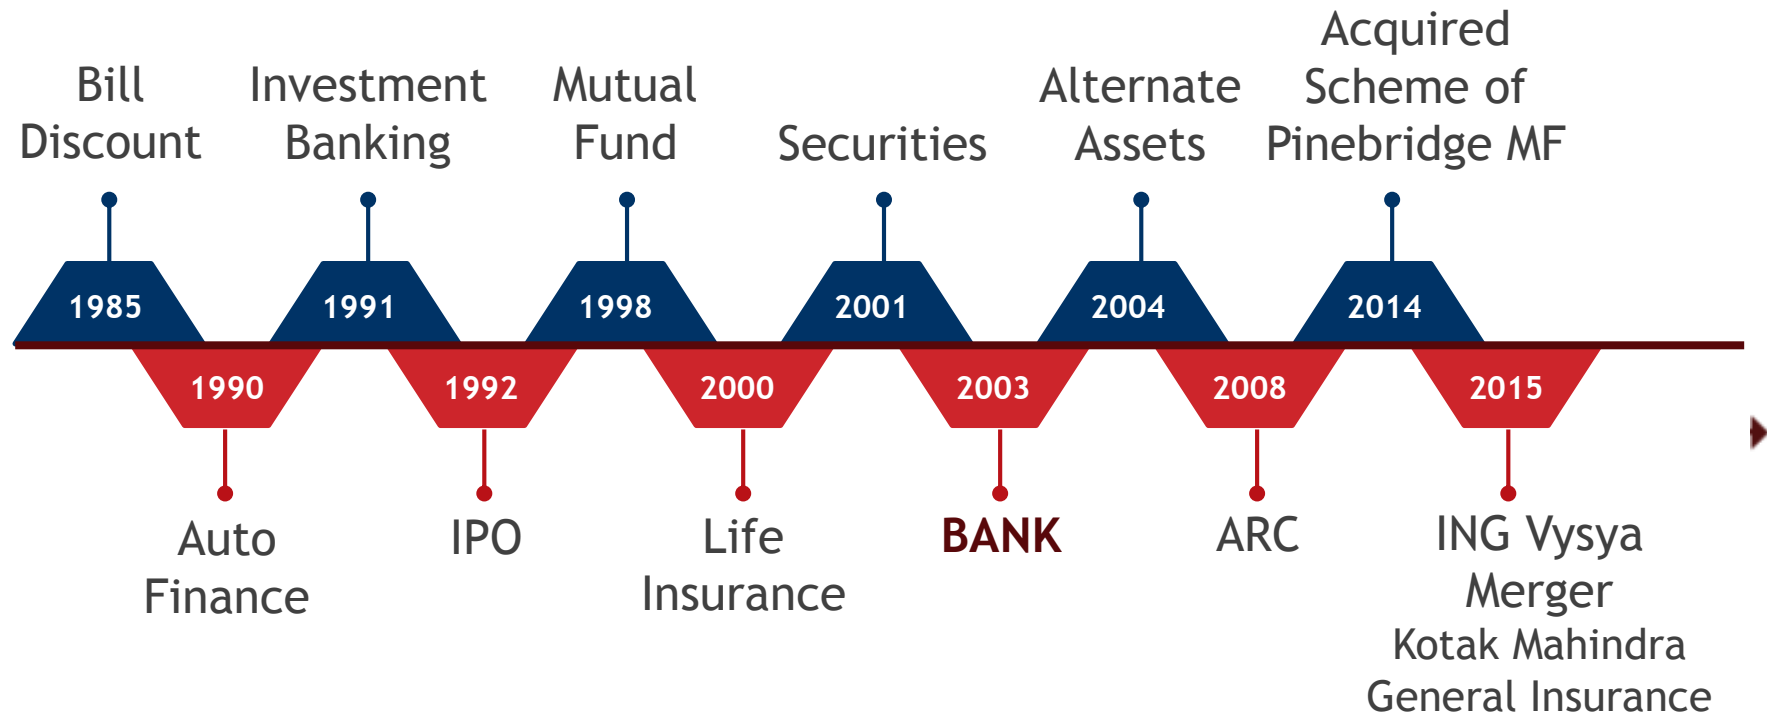 Bill
Discount
Investment
Banking
Mutual
Fund
Securities
Alternate
Assets
Acquired
Scheme of
Pinebridge MF
1985
1991
1998
2001
2004
2014
1990
1992
2000
2003
2008
2015
Auto
Finance
IPO
Life
Insurance
BANK
ARC
ING Vysya
Merger
Kotak Mahindra
General Insurance